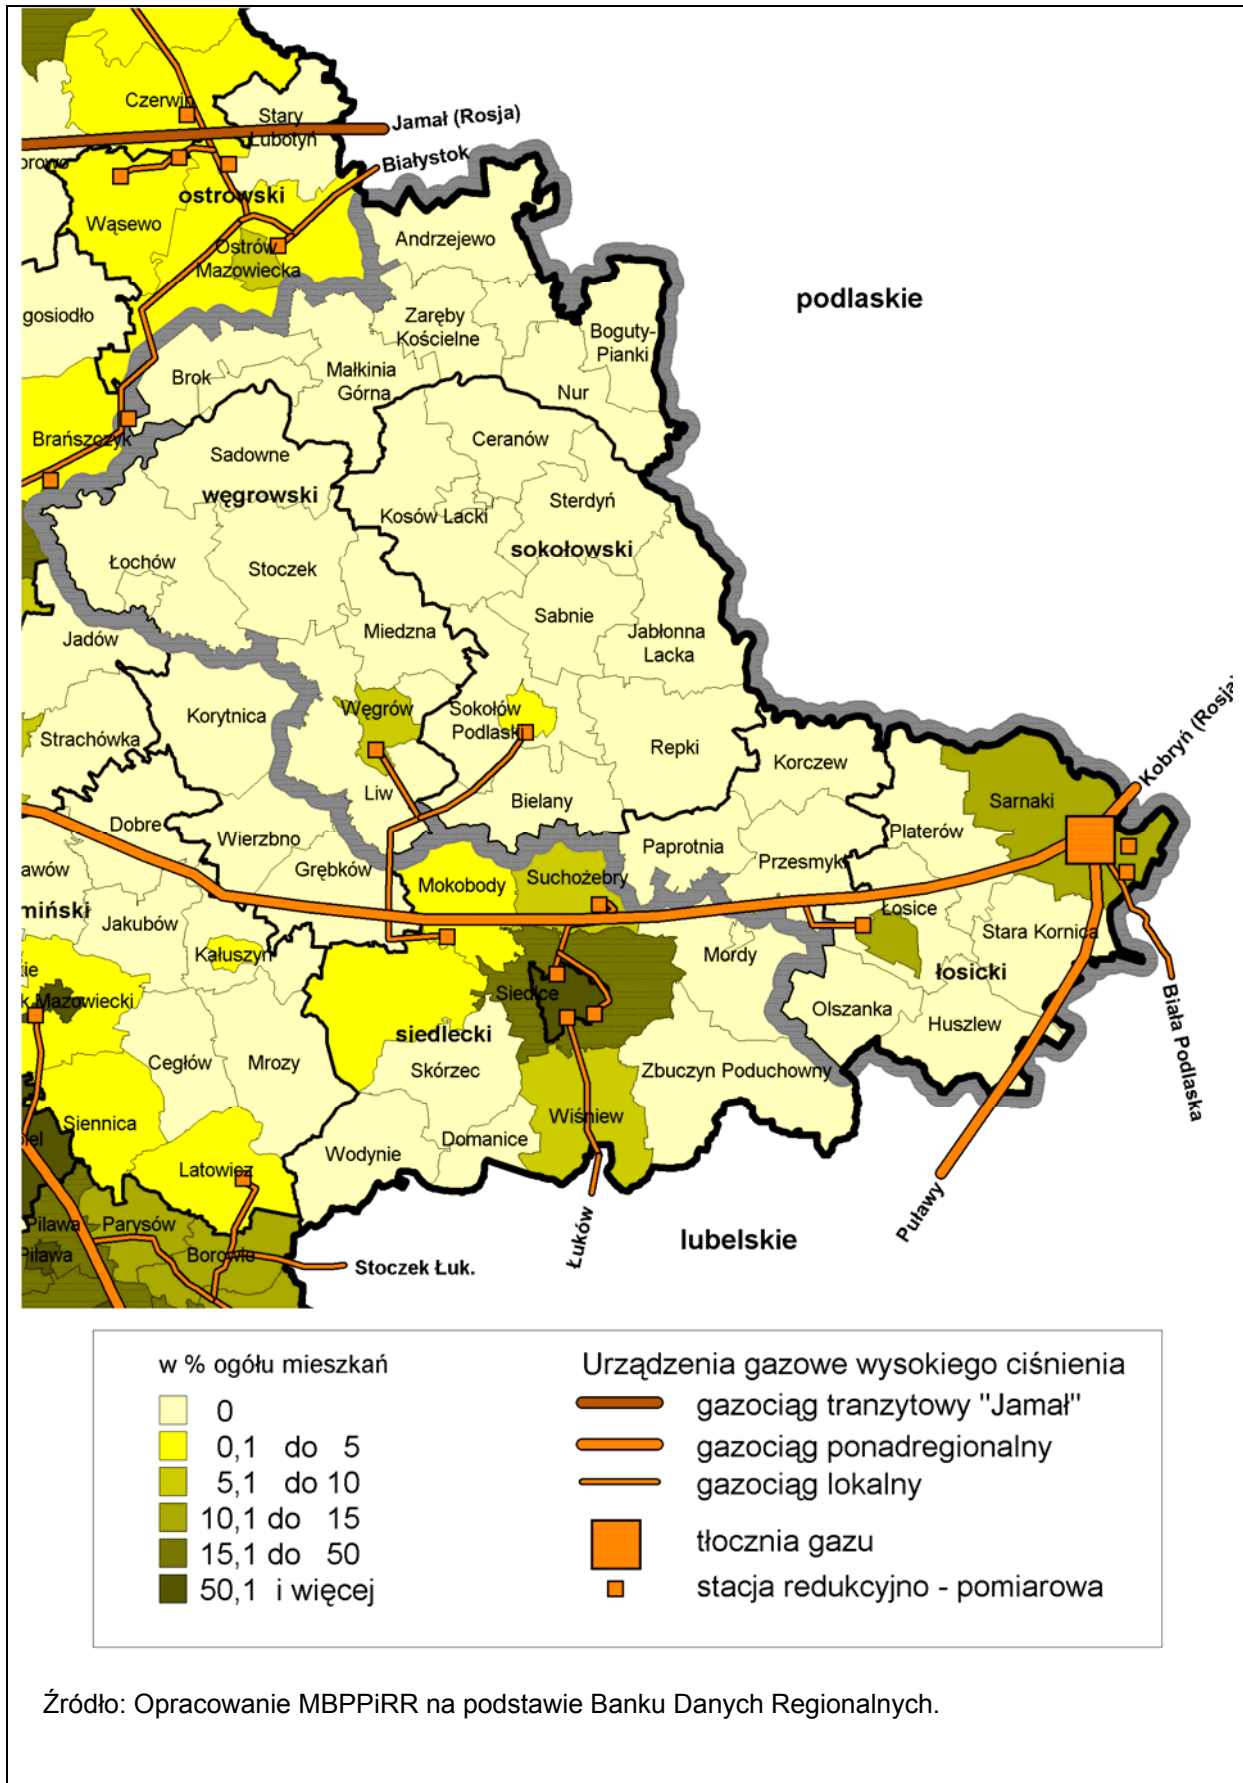 Czerwin
Stary
Lubotyń
Jamał (Rosja)
Białystok
orowo
ostrowski
Wąsewo
Ostrów
Mazowiecka
Andrzejewo
podlaskie
gosiodło
Zaręby
Kościelne
Boguty-
Pianki
Brok
Małkinia
Górna
Nur
Brańszczyk
Sadowne
Ceranów
węgrowski
Sterdyń
Kosów Lacki
sokołowski
Łochów
Stoczek
Sabnie
Miedzna
Jabłonna
Lacka
Jadów
Korytnica
Węgrów
Sokołów
Podlaski
Strachówka
Repki
Korczew
Kobryń (Rosja)
Liw
Bielany
Sarnaki
Dobre
Wierzbno
Platerów
Paprotnia
Przesmyki
Grębków
Mokobody
Suchożebry
awów
miński
Jakubów
Łosice
Stara Kornica
Kałuszyn
Mordy
łosicki
kie
k Mazowiecki
Siedlce
Olszanka
Huszlew
Biała Podlaska
siedlecki
Cegłów
Mrozy
Skórzec
Zbuczyn Poduchowny
Siennica
Wiśniew
iel
Latowicz
Wodynie
Domanice
Puławy
Pilawa
Parysów
Pilawa
Borowie
Łuków
lubelskie
Stoczek Łuk.
w % ogółu mieszkań
0
0,1 do 5
5,1 do 10
10,1 do 15
15,1 do 50
50,1 i więcej
Urządzenia gazowe wysokiego ciśnienia
gazociąg tranzytowy "Jamał"
gazociąg ponadregionalny
gazociąg lokalny
tłocznia gazu
stacja redukcyjno - pomiarowa
Źródło: Opracowanie MBPPiRR na podstawie Banku Danych Regionalnych.